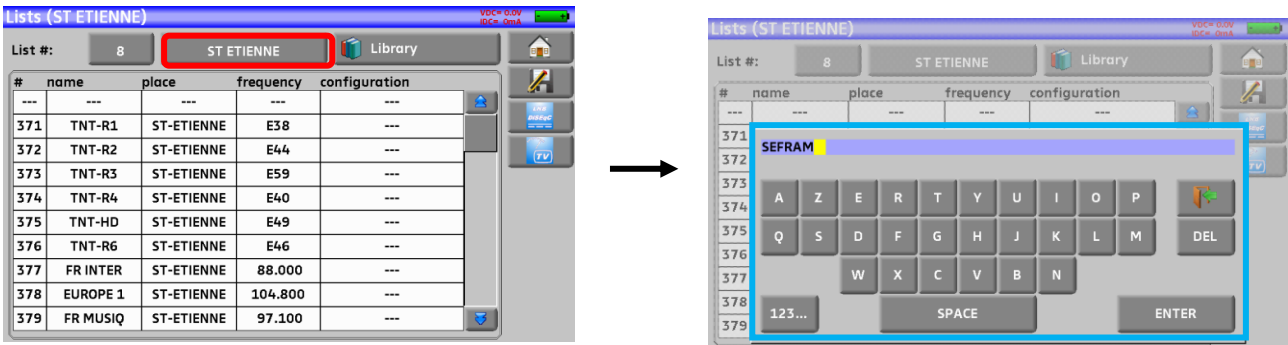 Lists (ST ETIENNE)
VDC= 0.0V
IDC= 0mA
List #: 8 ST ETIENNE Library
# name place frequency configuration
--- --- --- --- ---
371 TNT-R1 ST-ETIENNE E38 ---
372 TNT-R2 ST-ETIENNE E44 ---
373 TNT-R3 ST-ETIENNE E59 ---
374 TNT-R4 ST-ETIENNE E40 ---
375 TNT-HD ST-ETIENNE E49 ---
376 TNT-R6 ST-ETIENNE E46 ---
377 FR INTER ST-ETIENNE 88.000 ---
378 EUROPE 1 ST-ETIENNE 104.800 ---
379 FR MUSIQ ST-ETIENNE 97.100 ---
LNB
DiSEqC
TV
Lists (ST ETIENNE)
VDC= 0.0V
IDC= 0mA
List #: 8 ST ETIENNE Library
# name place frequency configuration
--- --- --- --- ---
371
372
373
374
375
376
377
378
379
SEFRAM
A Z E R T Y U I O P
Q S D F G H J K L M DEL
W X C V B N
123... SPACE ENTER